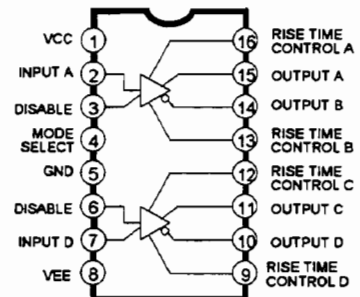 VCC 1
INPUT A 2
DISABLE 3
MODE
SELECT 4
GND 5
DISABLE 6
INPUT D 7
VEE 8
16 RISE TIME
CONTROL A
15 OUTPUT A
14 OUTPUT B
13 RISE TIME
CONTROL B
12 RISE TIME
CONTROL C
11 OUTPUT C
10 OUTPUT D
9 RISE TIME
CONTROL D